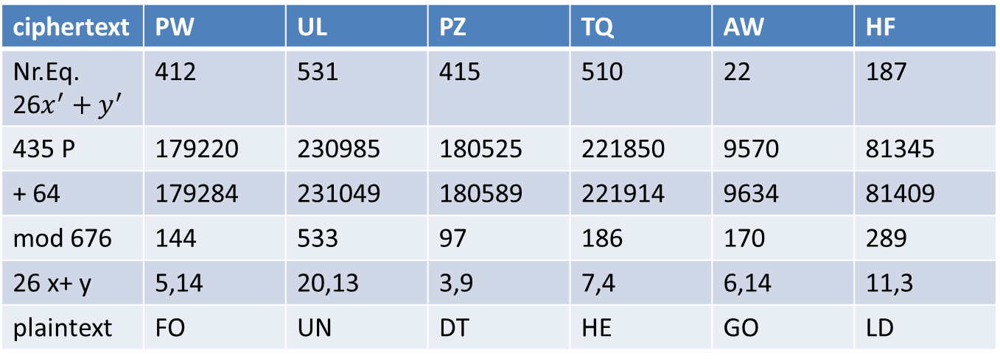 ciphertext PW UL PZ TQ AW HF
Nr.Eq. 412 531 415 510 22 187
26x′ + y′
435 P 179220 230985 180525 221850 9570 81345
+ 64 179284 231049 180589 221914 9634 81409
mod 676 144 533 97 186 170 289
26 x+ y 5,14 20,13 3,9 7,4 6,14 11,3
plaintext FO UN DT HE GO LD